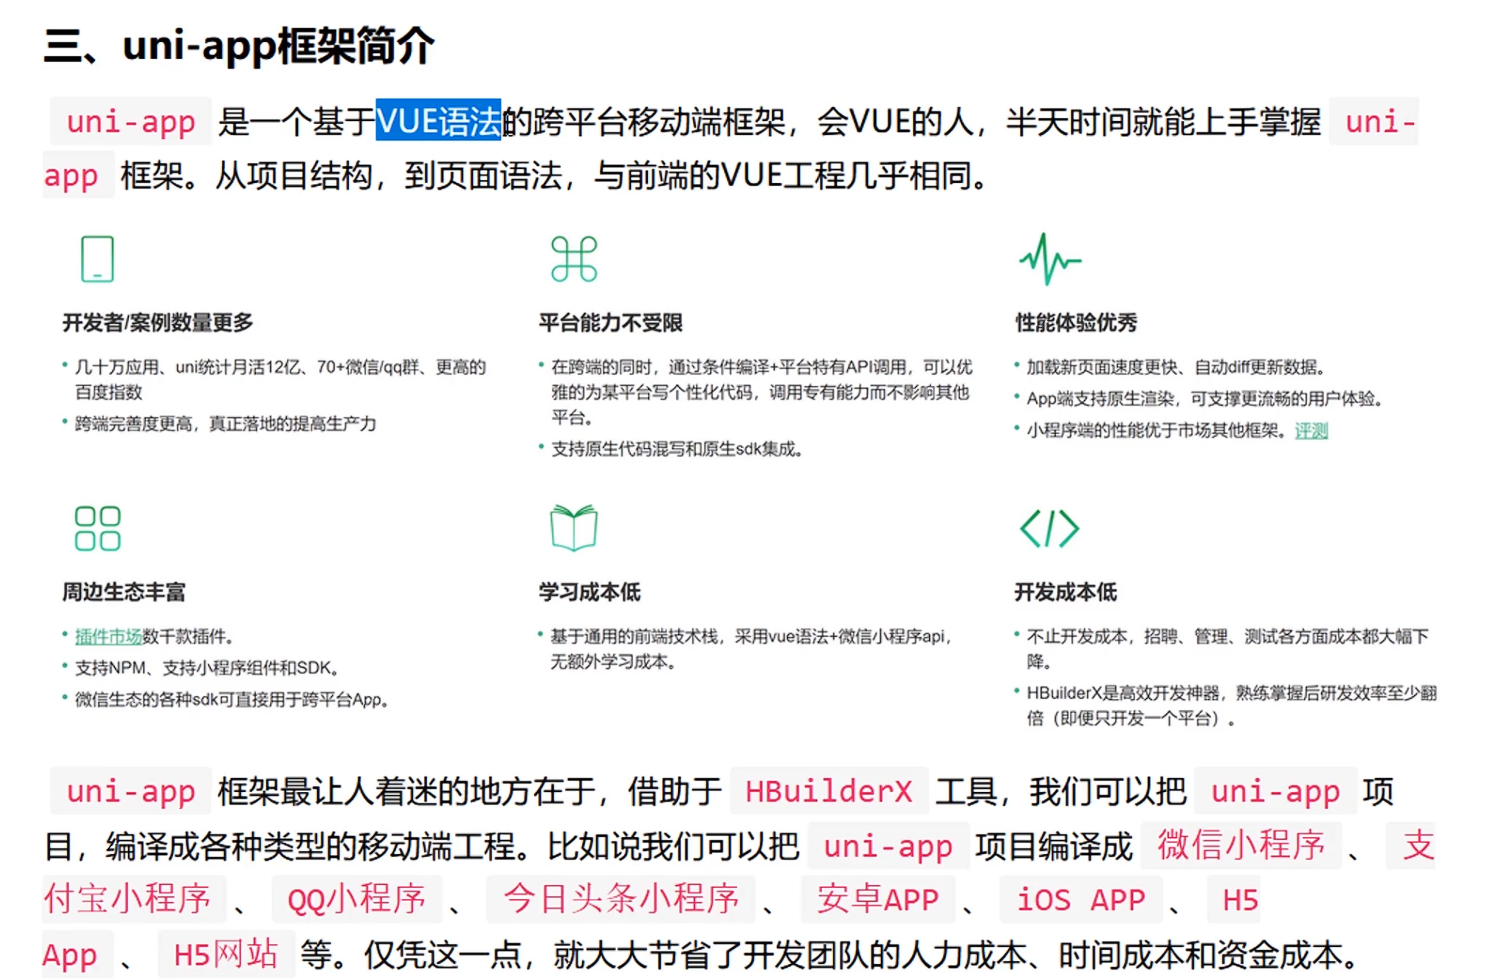 三、uni-app框架简介
uni-app 是一个基于VUE语法的跨平台移动端框架，会VUE的人，半天时间就能上手掌握 uni-
app 框架。从项目结构，到页面语法，与前端的VUE工程几乎相同。
开发者/案例数量更多
• 几十万应用、uni统计月活12亿、70+微信/qq群、更高的
百度指数
• 跨端完善度更高，真正落地的提高生产力
平台能力不受限
• 在跨端的同时，通过条件编译+平台特有API调用，可以优
雅的为某平台写个性化代码，调用专有能力而不影响其他
平台。
• 支持原生代码混写和原生sdk集成。
性能体验优秀
• 加载新页面速度更快、自动diff更新数据。
• App端支持原生渲染，可支撑更流畅的用户体验。
• 小程序端的性能优于市场其他框架。评测
周边生态丰富
• 插件市场数千款插件。
• 支持NPM、支持小程序组件和SDK。
• 微信生态的各种sdk可直接用于跨平台App。
学习成本低
• 基于通用的前端技术栈，采用vue语法+微信小程序api，
无额外学习成本。
开发成本低
• 不止开发成本，招聘、管理、测试各方面成本都大幅下
降。
• HBuilderX是高效开发神器，熟练掌握后研发效率至少翻
倍（即便只开发一个平台）。
uni-app 框架最让人着迷的地方在于，借助于 HBuilderX 工具，我们可以把 uni-app 项
目，编译成各种类型的移动端工程。比如说我们可以把 uni-app 项目编译成 微信小程序 、 支
付宝小程序 、 QQ小程序 、 今日头条小程序 、 安卓APP 、 iOS APP 、 H5
App 、 H5网站 等。仅凭这一点，就大大节省了开发团队的人力成本、时间成本和资金成本。